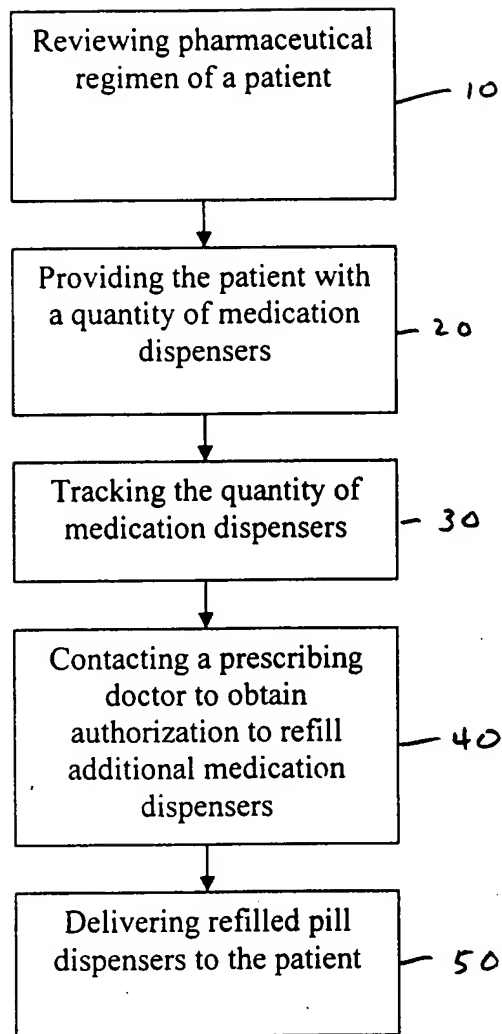 Reviewing pharmaceutical
regimen of a patient
10
Providing the patient with
a quantity of medication
dispensers
20
Tracking the quantity of
medication dispensers
30
Contacting a prescribing
doctor to obtain
authorization to refill
additional medication
dispensers
40
Delivering refilled pill
dispensers to the patient
50